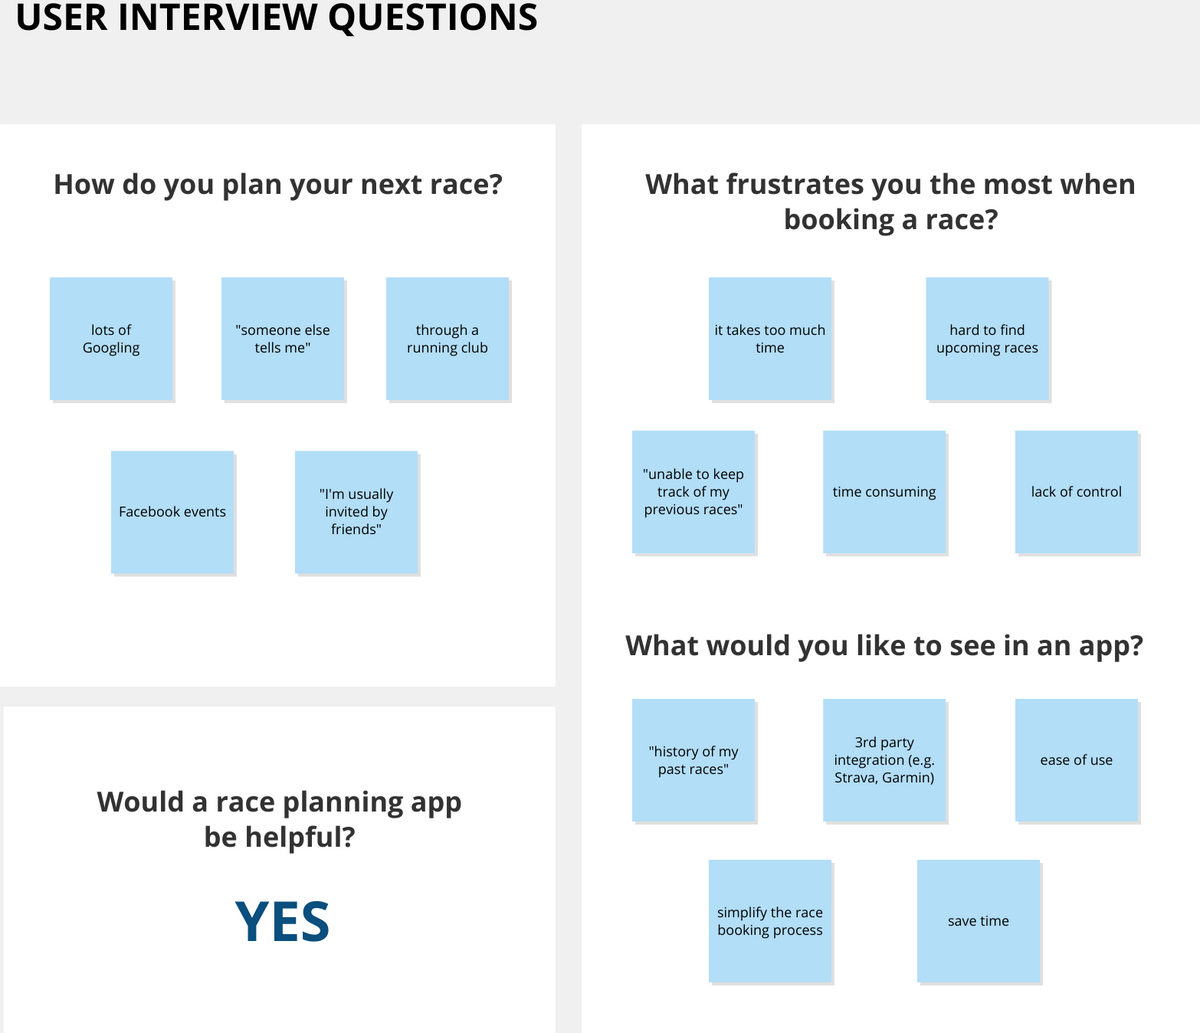 USER INTERVIEW QUESTIONS
How do you plan your next race?
lots of
Googling
"someone else
tells me"
through a
running club
Facebook events
"I'm usually
invited by
friends"
Would a race planning app
be helpful?
YES
What frustrates you the most when
booking a race?
it takes too much
time
hard to find
upcoming races
"unable to keep
track of my
previous races"
time consuming
lack of control
What would you like to see in an app?
"history of my
past races"
3rd party
integration (e.g.
Strava, Garmin)
ease of use
simplify the race
booking process
save time